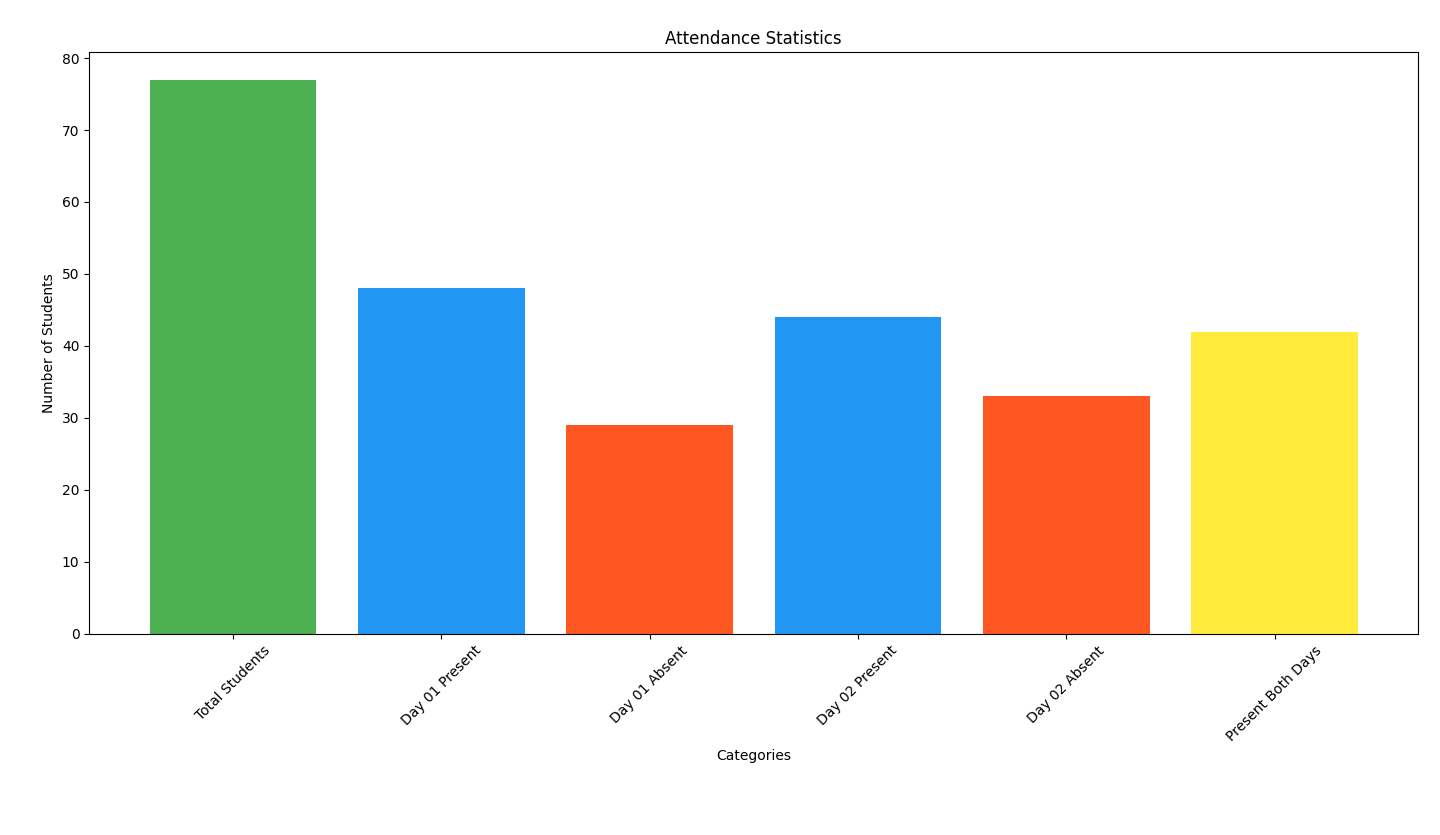 Attendance Statistics
80
70
60
50
40
30
20
10
0
Number of Students
Total Students
Day 01 Present
Day 01 Absent
Day 02 Present
Day 02 Absent
Present Both Days
Categories